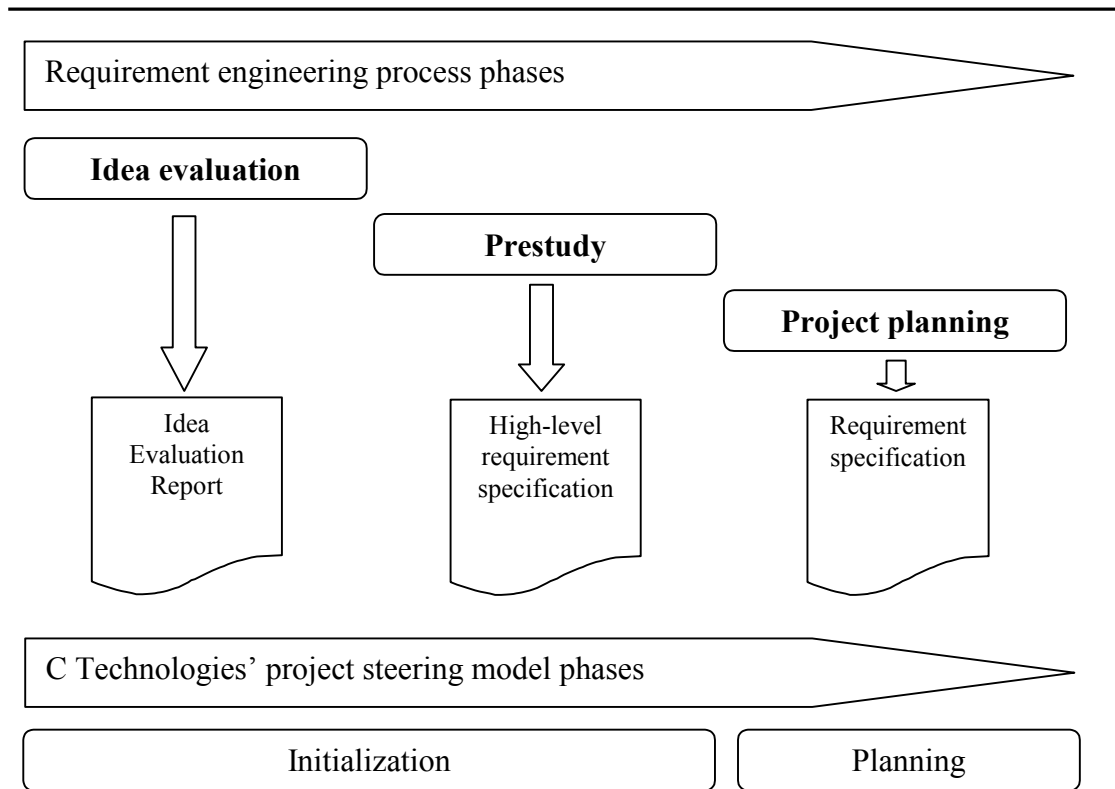 Requirement engineering process phases
Idea evaluation
Prestudy
Project planning
Idea
Evaluation
Report
High-level
requirement
specification
Requirement
specification
C Technologies’ project steering model phases
Initialization
Planning